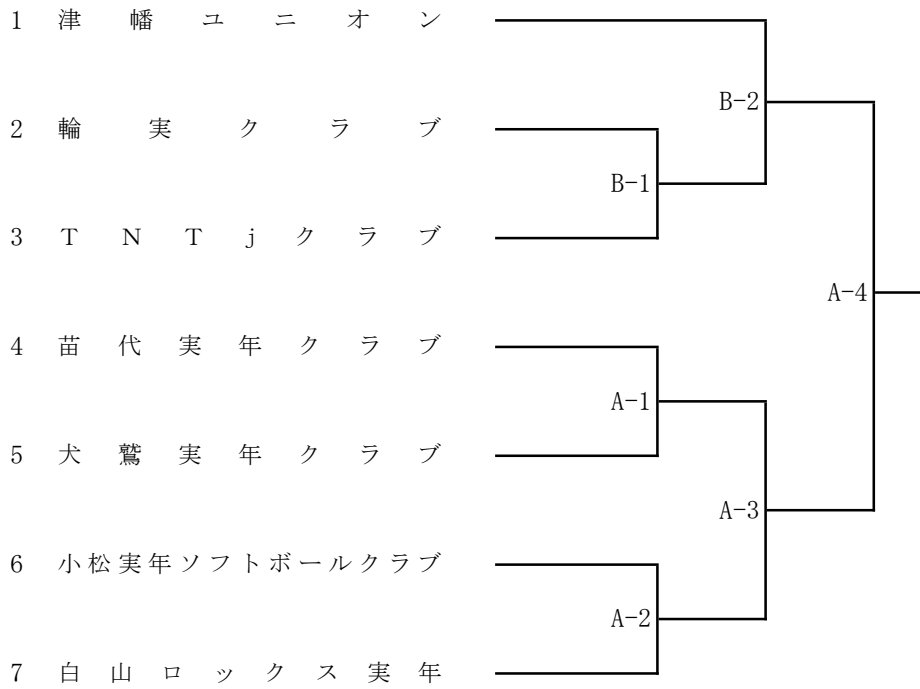 1 津幡ユニオン
B-2
2 輪実クラブ
B-1
3 TNTjクラブ
A-4
4 苗代実年クラブ
A-1
5 犬鷲実年クラブ
A-3
6 小松実年ソフトボールクラブ
A-2
7 白山ロックス実年